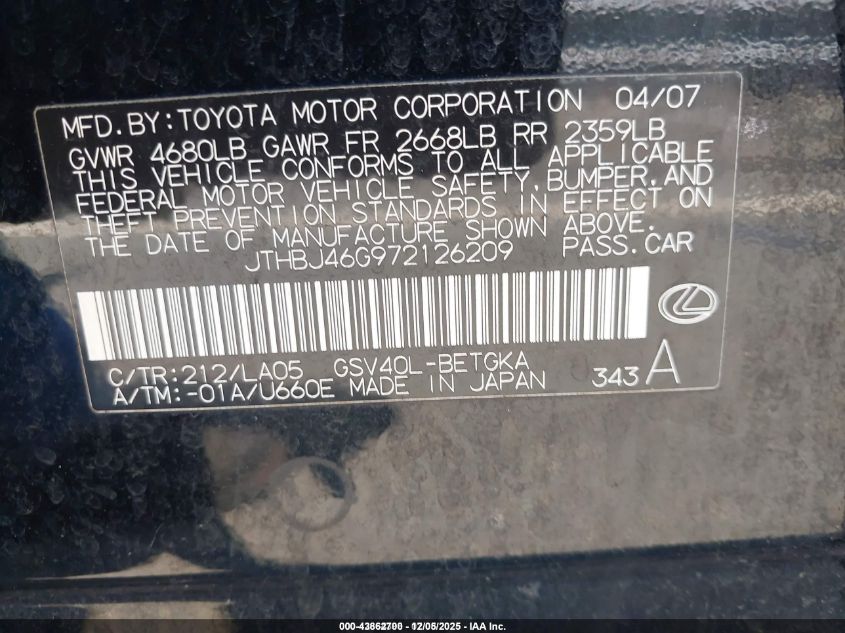 MFD.BY:TOYOTA MOTOR CORPORATION 04/07
GVWR 4680LB GAWR FR 2668LB RR 2359LB
THIS VEHICLE CONFORMS TO ALL APPLICABLE
FEDERAL MOTOR VEHICLE SAFETY,BUMPER,AND
THEFT PREVENTION STANDARDS IN EFFECT ON
THE DATE OF MANUFACTURE SHOWN ABOVE.
JTHBJ46G972126209 PASS.CAR
C/TR:212/LA05 GSV40L-BETGKA
A/TM:-01A/U660E MADE IN JAPAN 343 A
12/06/2025 - IAA Inc.